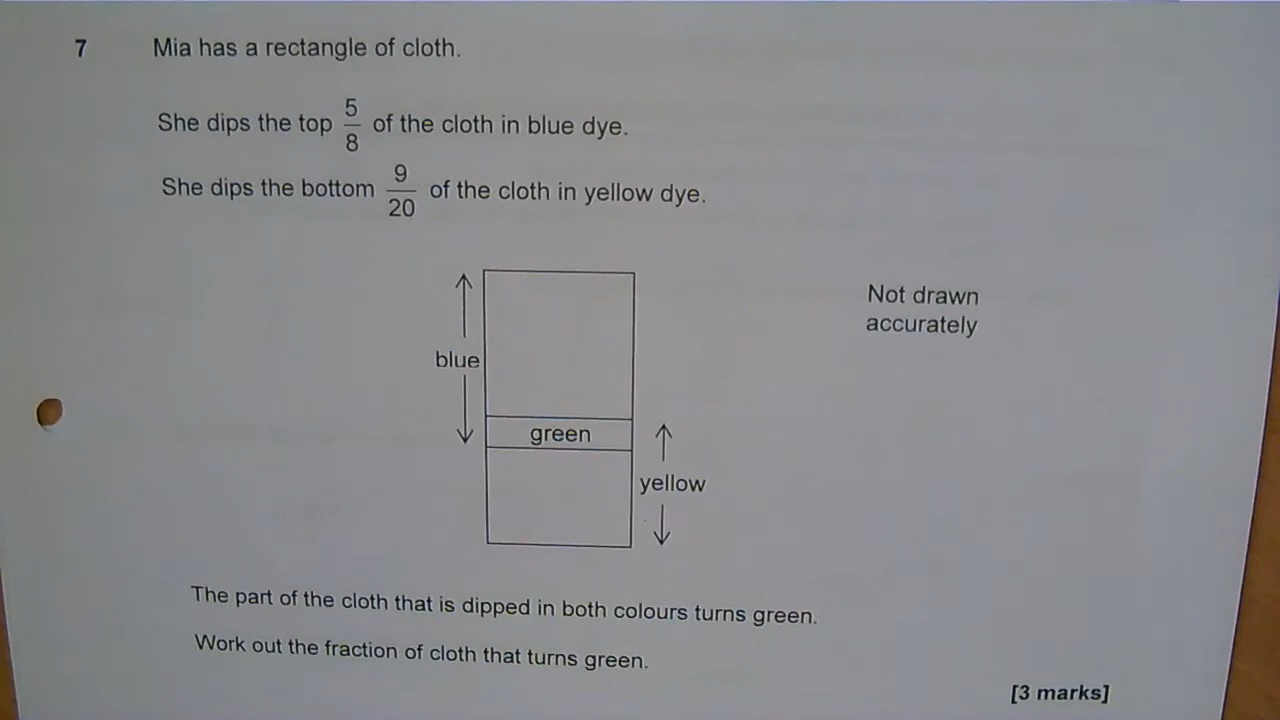 7 Mia has a rectangle of cloth.
She dips the top 5/8 of the cloth in blue dye.
She dips the bottom 9/20 of the cloth in yellow dye.
Not drawn
accurately
blue
green
yellow
The part of the cloth that is dipped in both colours turns green.
Work out the fraction of cloth that turns green.
[3 marks]